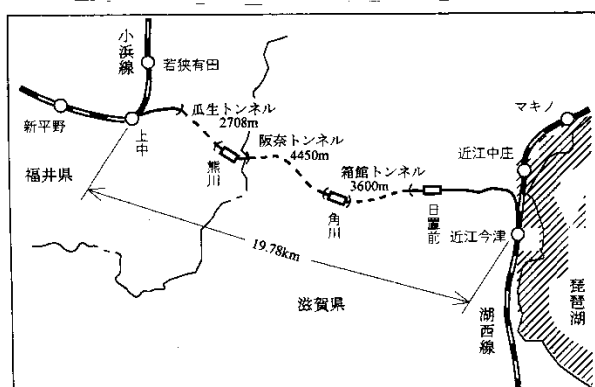 小浜線
若狭有田
新平野
上中
瓜生トンネル
2708m
熊川
阪奈トンネル
4450m
箱館トンネル
3600m
角川
日置前
マキノ
近江中庄
近江今津
福井県
19.78km
滋賀県
湖西線
琵琶湖